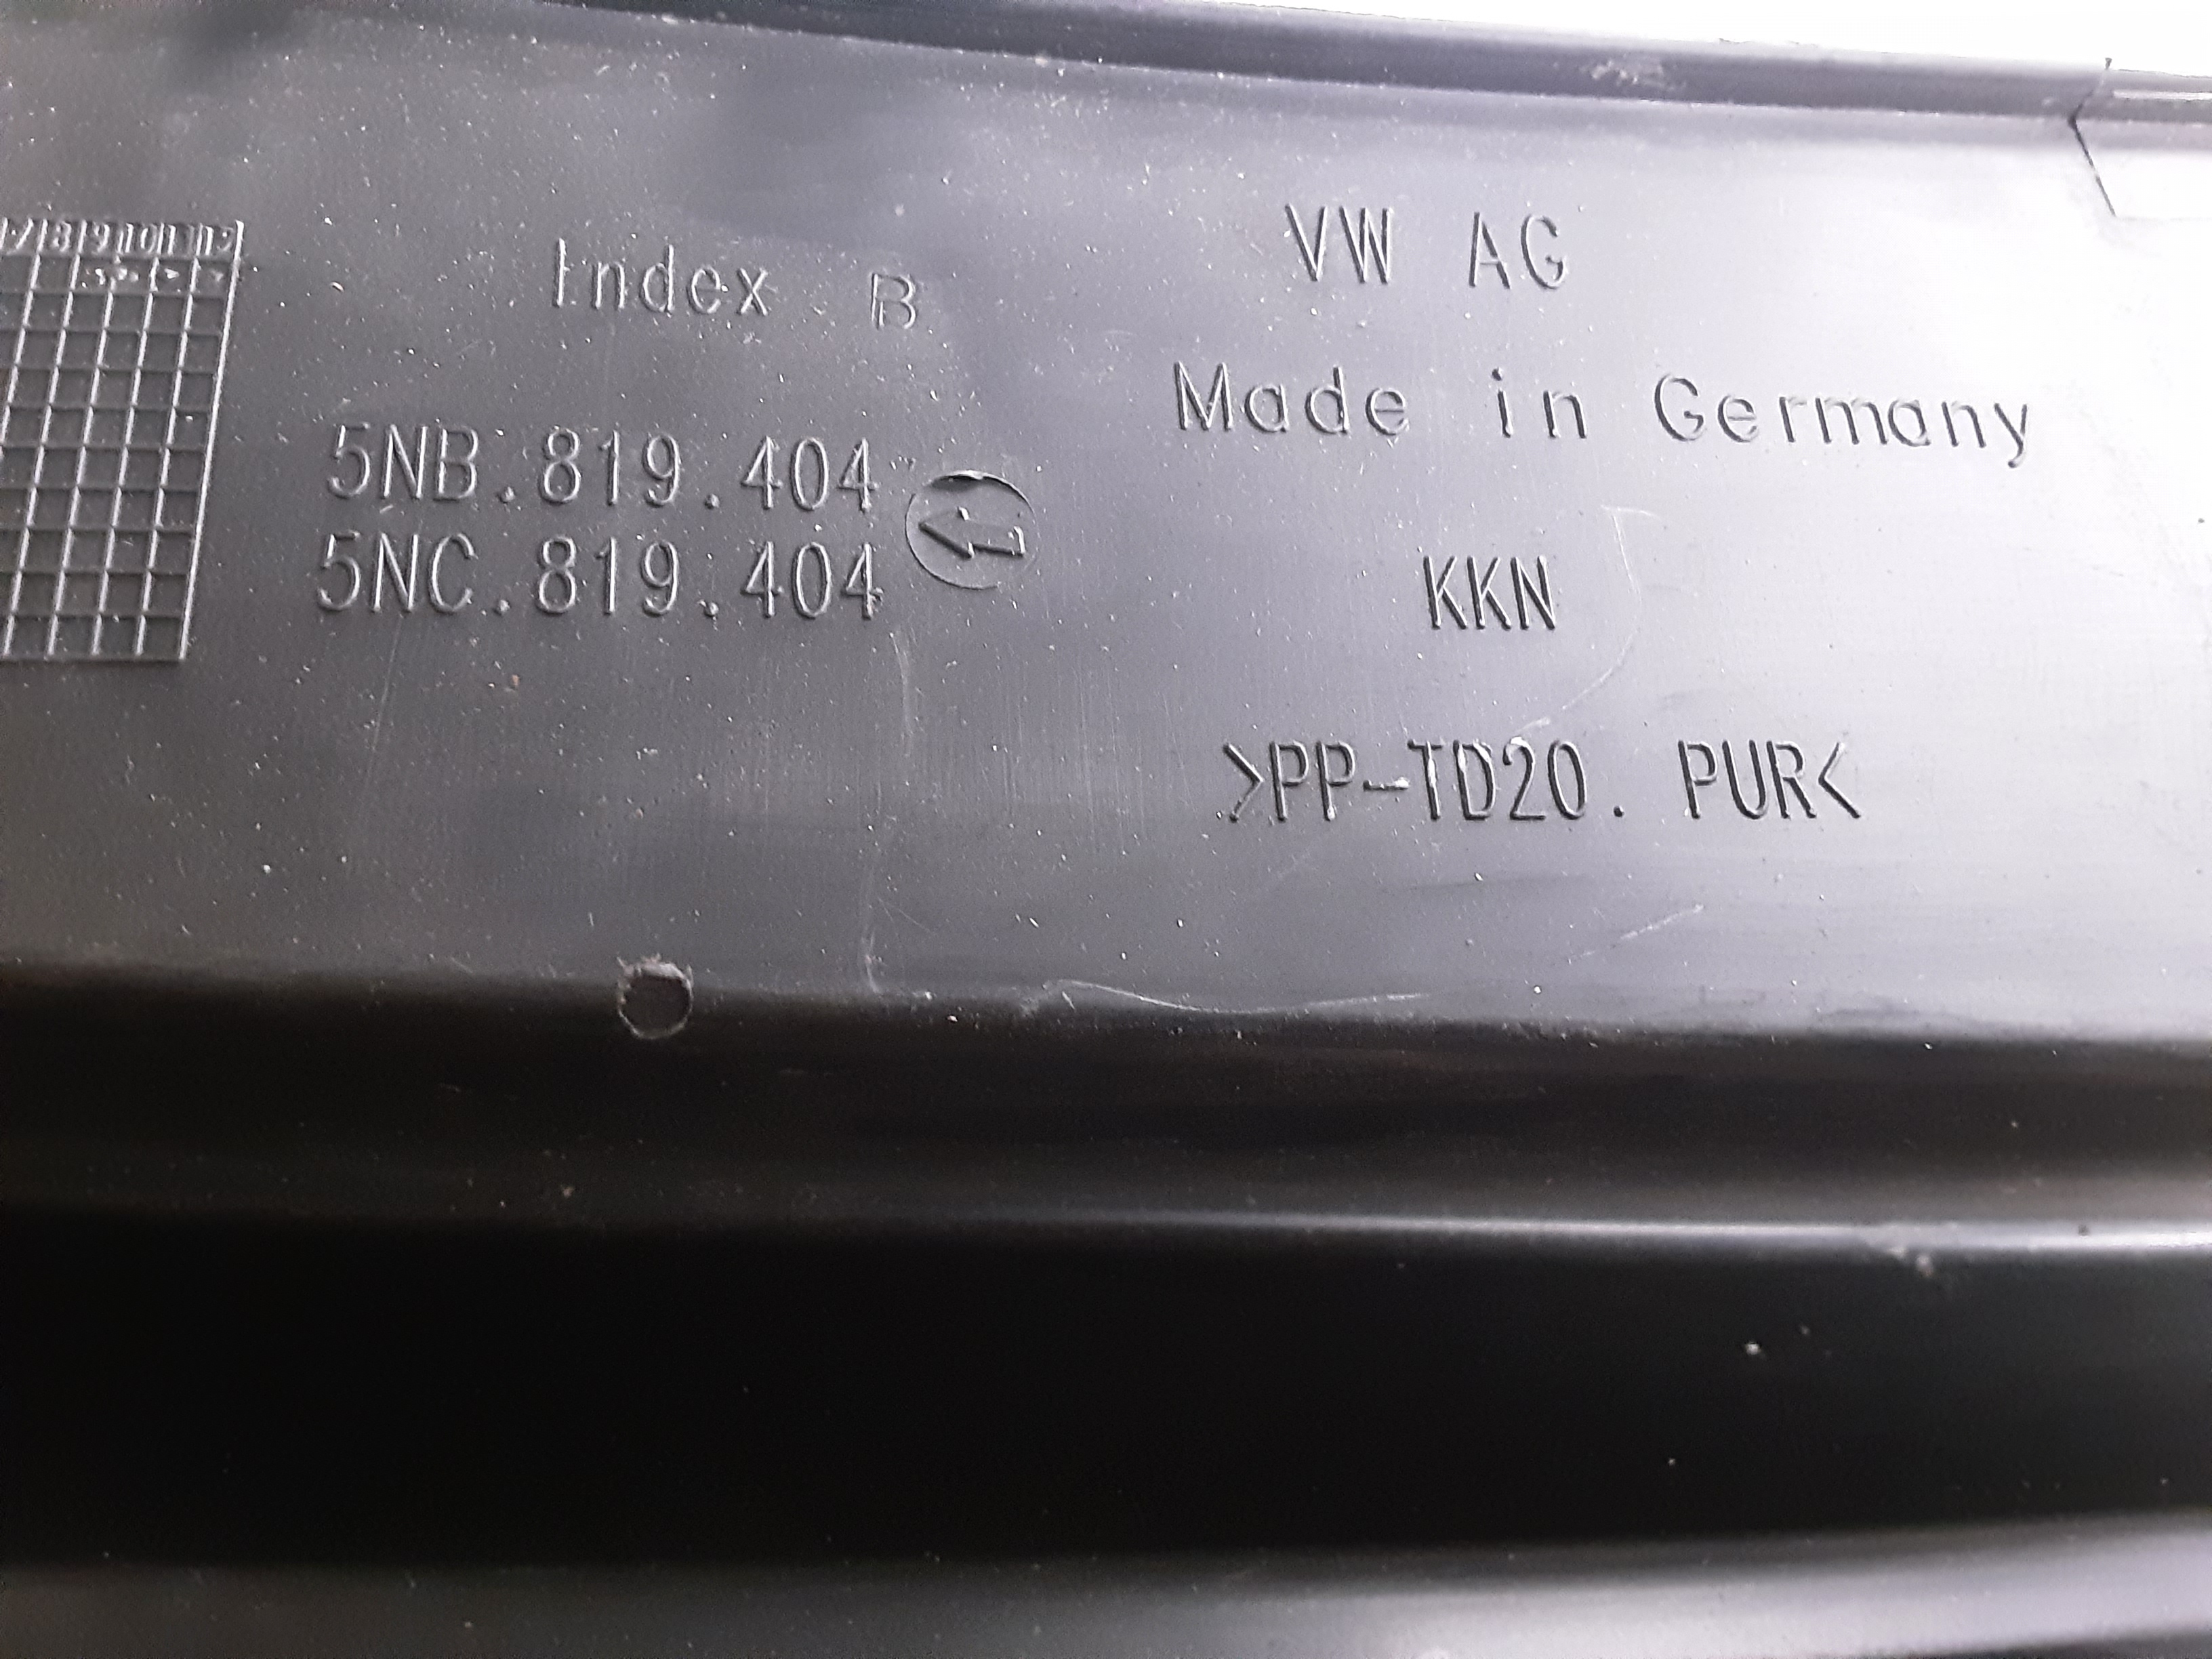 Index B
5NB.819.404
5NC.819.404
VW AG
Made in Germany
KKN
>PP-TD20. PUR<
8 9 10 11 12